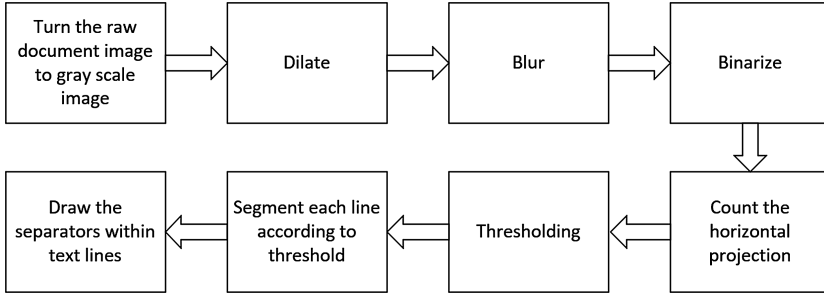 Turn the raw
document image
to gray scale
image
Dilate
Blur
Binarize
Count the
horizontal
projection
Thresholding
Segment each line
according to
threshold
Draw the
separators within
text lines